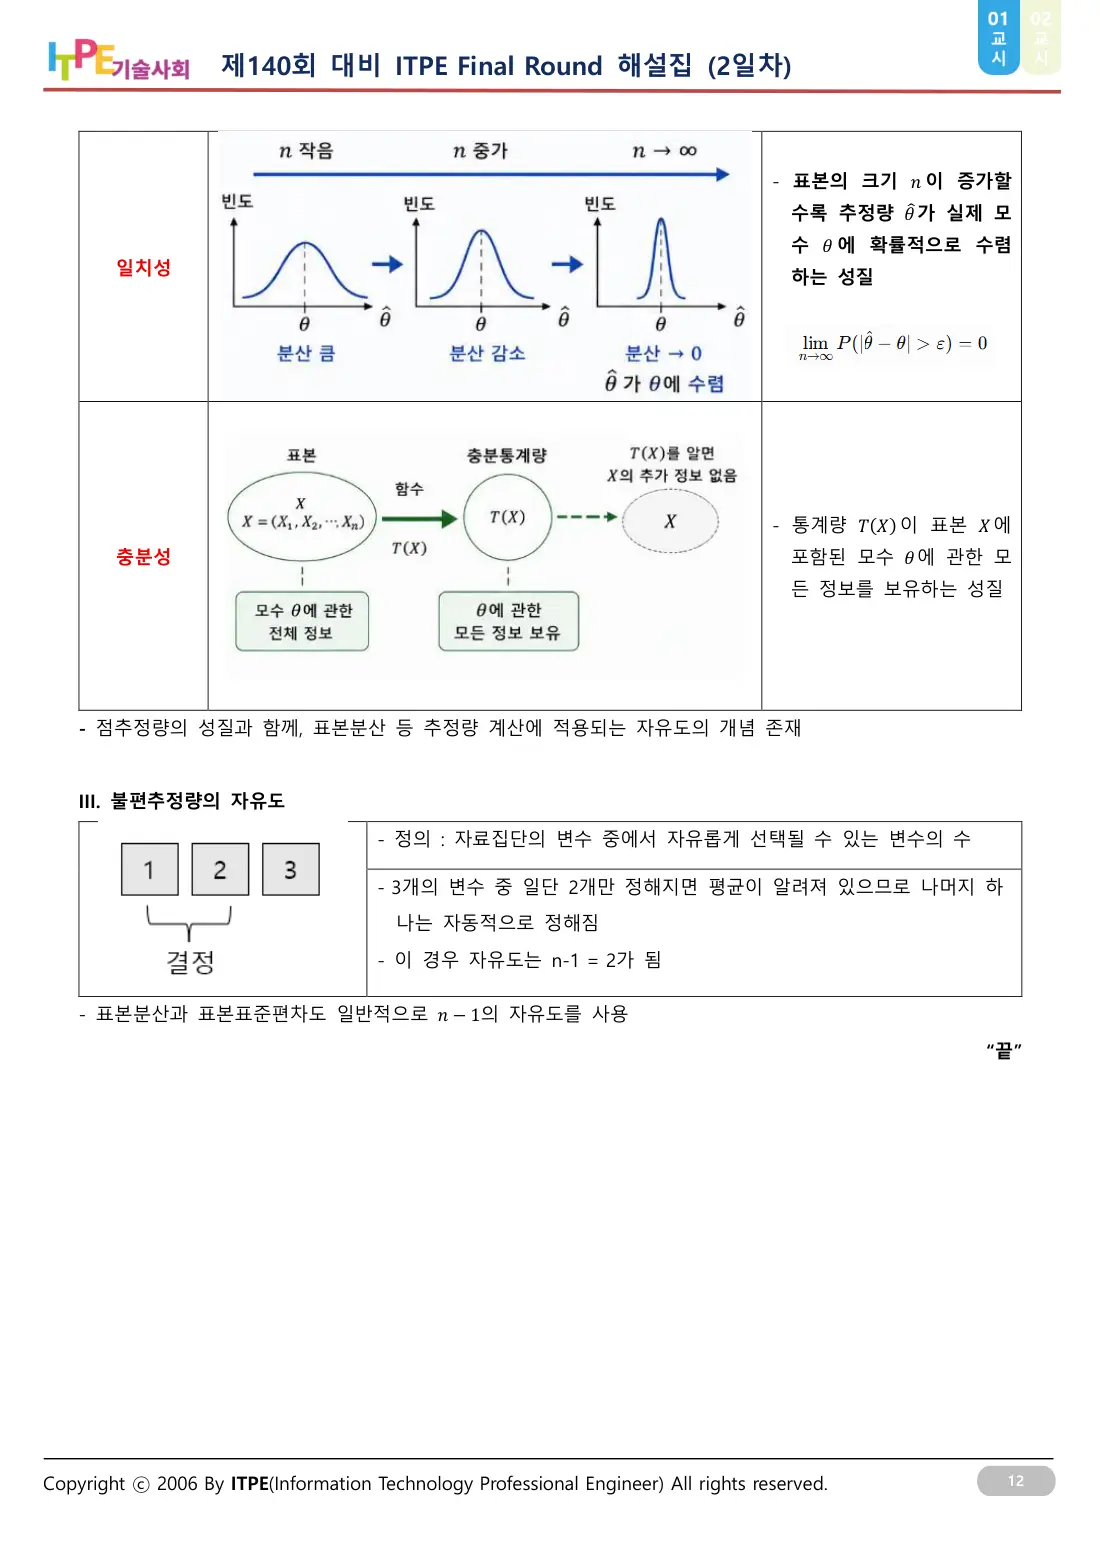 01
교
시
02
교
시
ITPE기술사회
제140회 대비 ITPE Final Round 해설집 (2일차)
일치성
n 작음
n 중가
n → ∞
빈도
빈도
빈도
θ
θ̂
θ
θ̂
θ
θ̂
분산 큼
분산 감소
분산 → 0
θ̂ 가 θ에 수렴
- 표본의 크기 n이 증가할
수록 추정량 θ̂가 실제 모
수 θ에 확률적으로 수렴
하는 성질
lim n→∞ P(|θ̂ − θ| > ε) = 0
충분성
표본
X
X = (X₁, X₂, ···, Xₙ)
함수
T(X)
충분통계량
T(X)
T(X)를 알면
X의 추가 정보 없음
X
모수 θ에 관한
전체 정보
θ에 관한
모든 정보 보유
- 통계량 T(X)이 표본 X에
포함된 모수 θ에 관한 모
든 정보를 보유하는 성질
- 점추정량의 성질과 함께, 표본분산 등 추정량 계산에 적용되는 자유도의 개념 존재
III. 불편추정량의 자유도
1 2 3
결정
- 정의 : 자료집단의 변수 중에서 자유롭게 선택될 수 있는 변수의 수
- 3개의 변수 중 일단 2개만 정해지면 평균이 알려져 있으므로 나머지 하
나는 자동적으로 정해짐
- 이 경우 자유도는 n-1 = 2가 됨
- 표본분산과 표본표준편차도 일반적으로 n − 1의 자유도를 사용
“끝”
Copyright ⓒ 2006 By ITPE(Information Technology Professional Engineer) All rights reserved.
12